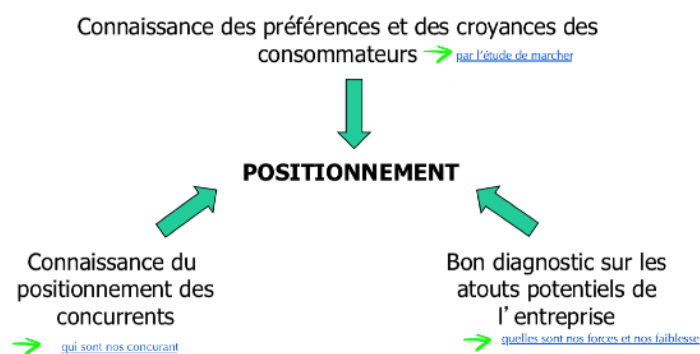 Connaissance des préférences et des croyances des
consommateurs par l'étude de marcher
POSITIONNEMENT
Connaissance du
positionnement des
concurrents
qui sont nos concurant
Bon diagnostic sur les
atouts potentiels de
l'entreprise
quelles sont nos forces et nos faiblesse